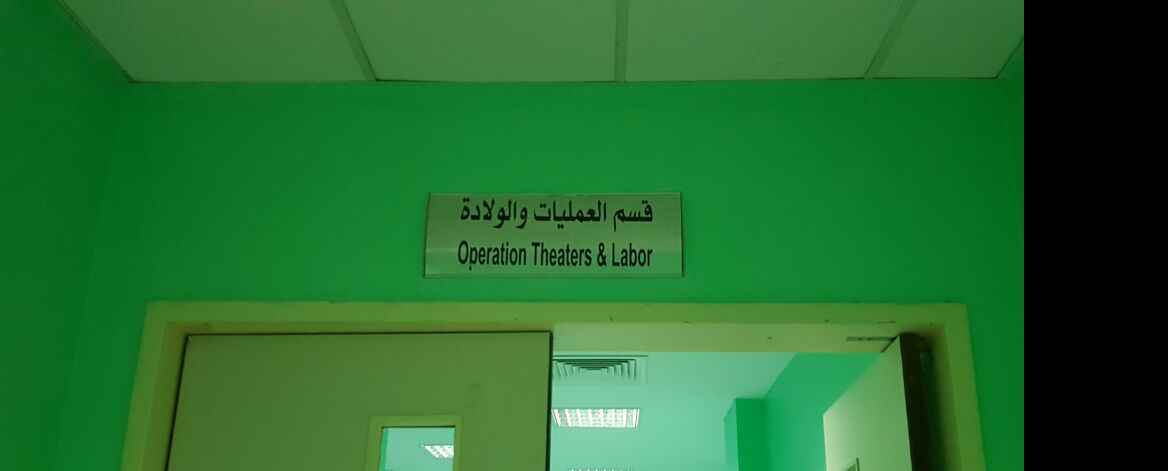 قسم العمليات والولادة
Operation Theaters & Labor